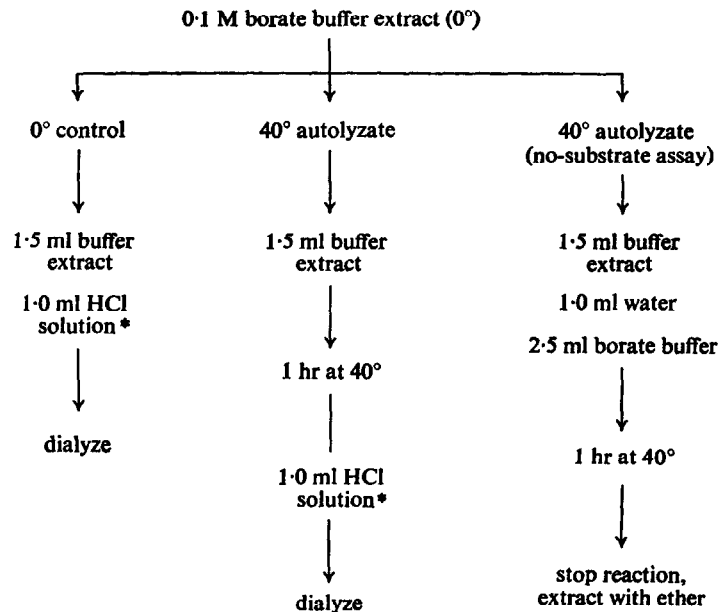 0·1 M borate buffer extract (0°)
0° control
1·5 ml buffer
extract
1·0 ml HCl
solution*
dialyze
40° autolyzate
1·5 ml buffer
extract
1 hr at 40°
1·0 ml HCl
solution*
dialyze
40° autolyzate
(no-substrate assay)
1·5 ml buffer
extract
1·0 ml water
2·5 ml borate buffer
1 hr at 40°
stop reaction,
extract with ether